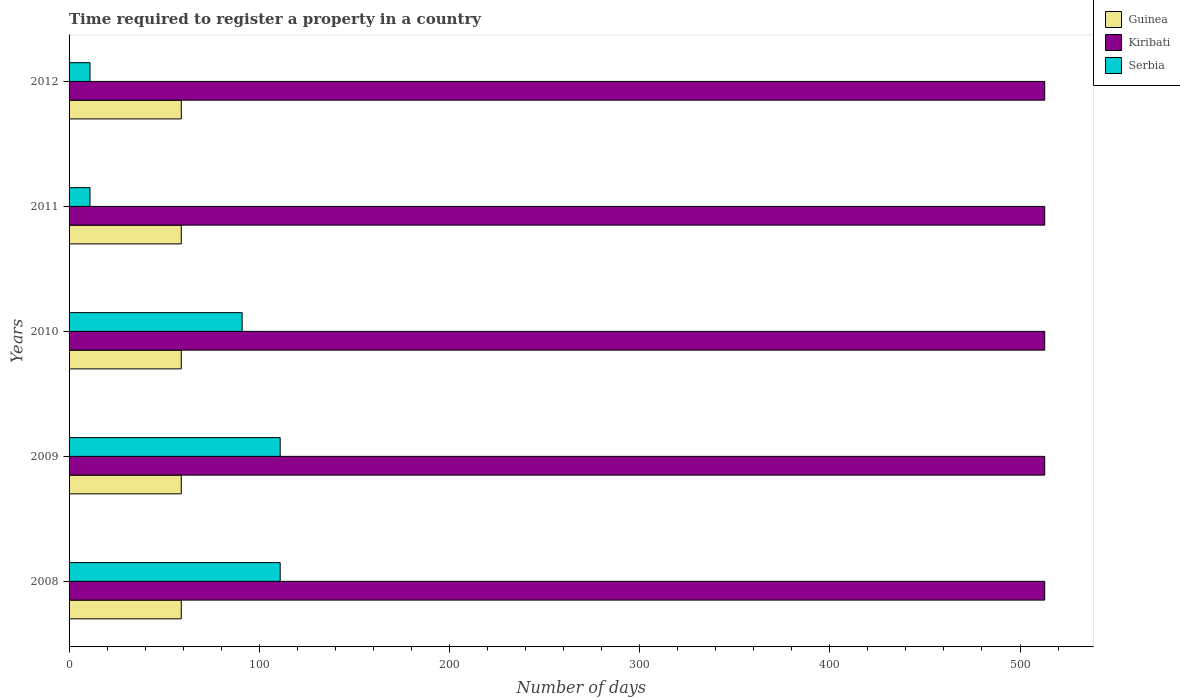 Time required to register a property in a country
Guinea
Kiribati
Serbia
2012
2011
2010
2009
2008
Years
0
100
200
300
400
500
Number of days